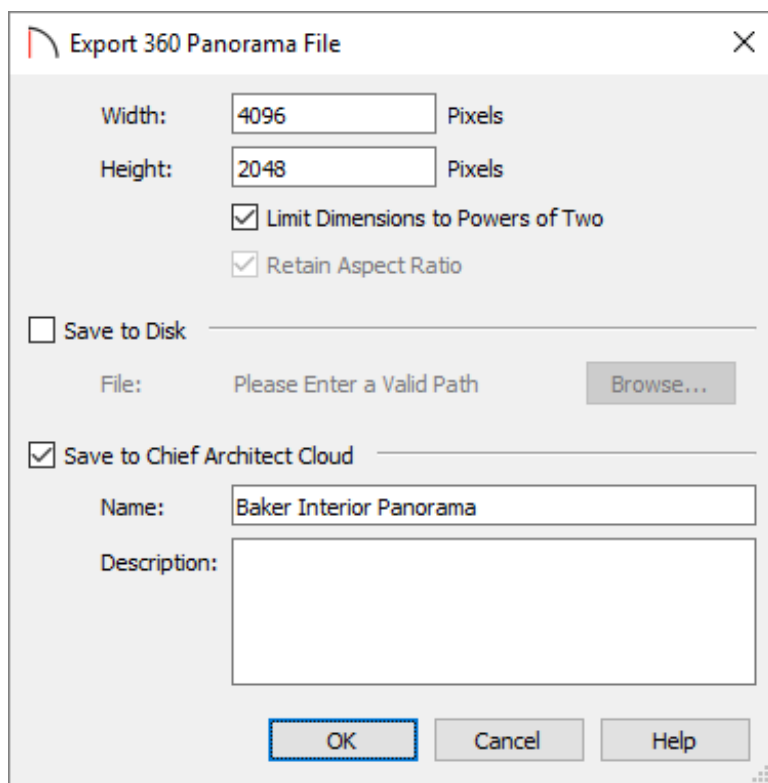 Export 360 Panorama File
Width: 4096 Pixels
Height: 2048 Pixels
Limit Dimensions to Powers of Two
Retain Aspect Ratio
Save to Disk
File: Please Enter a Valid Path Browse...
Save to Chief Architect Cloud
Name: Baker Interior Panorama
Description:
OK Cancel Help